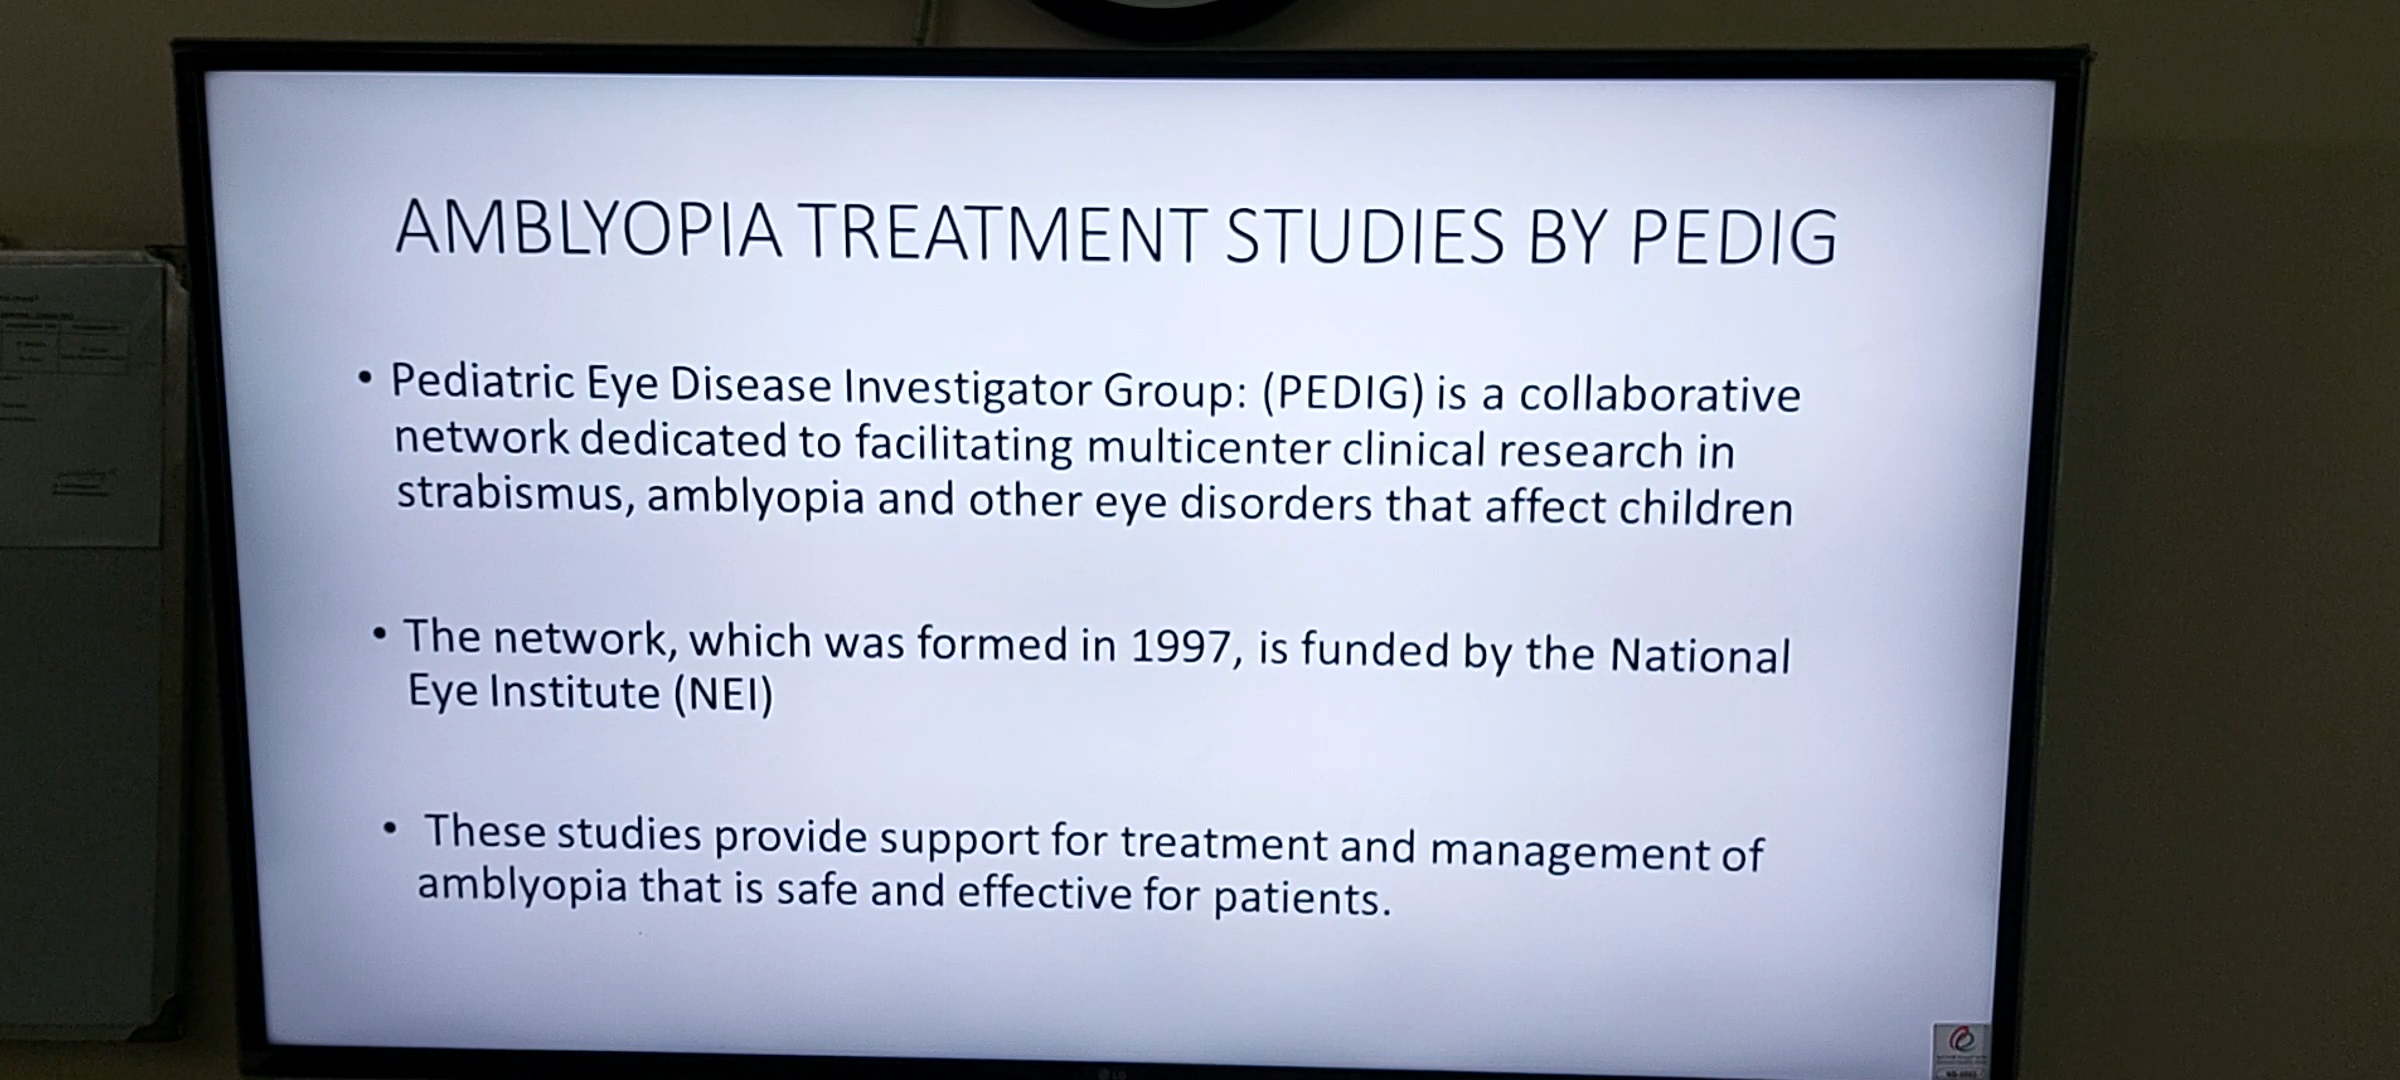 AMBLYOPIA TREATMENT STUDIES BY PEDIG
• Pediatric Eye Disease Investigator Group: (PEDIG) is a collaborative
network dedicated to facilitating multicenter clinical research in
strabismus, amblyopia and other eye disorders that affect children
• The network, which was formed in 1997, is funded by the National
Eye Institute (NEI)
• These studies provide support for treatment and management of
amblyopia that is safe and effective for patients.
LG